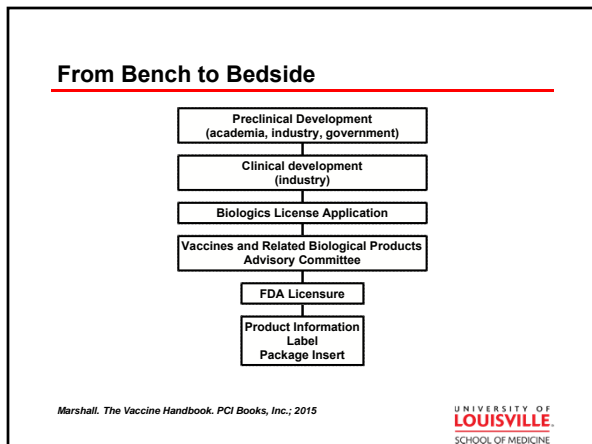 From Bench to Bedside
Preclinical Development
(academia, industry, government)
Clinical development
(industry)
Biologics License Application
Vaccines and Related Biological Products
Advisory Committee
FDA Licensure
Product Information
Label
Package Insert
Marshall. The Vaccine Handbook. PCI Books, Inc.; 2015
UNIVERSITY OF
LOUISVILLE.
SCHOOL OF MEDICINE